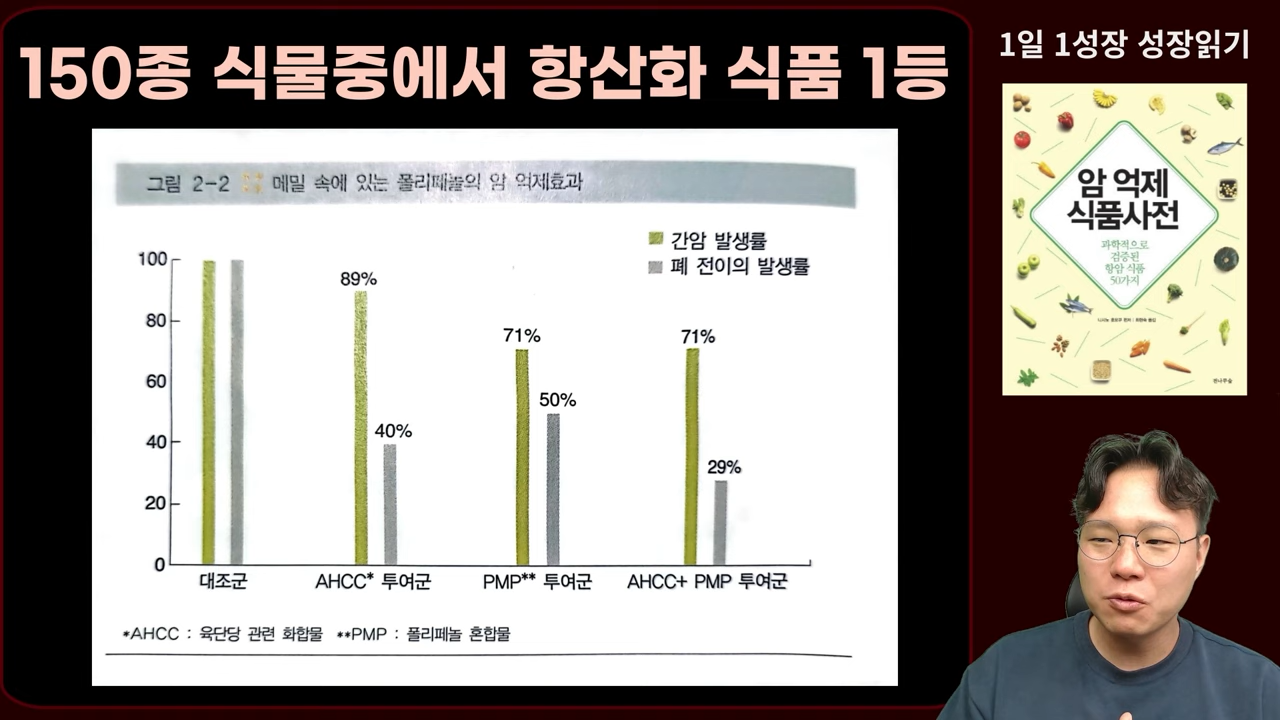 150종 식물중에서 항산화 식품 1등
1일 1성장 성장읽기
그림 2-2 메밀 속에 있는 폴리페놀의 암 억제효과
간암 발생률
폐 전이의 발생률
100
80
60
40
20
0
89%
40%
71%
50%
71%
29%
대조군
AHCC* 투여군
PMP** 투여군
AHCC+ PMP 투여군
*AHCC : 육단당 관련 화합물 **PMP : 폴리페놀 혼합물
암 억제
식품사전
과학적으로
검증된
항암 식품
50가지
전나무숲